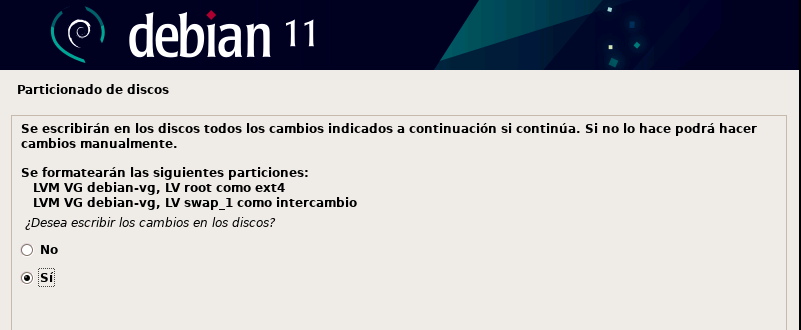 debian 11
Particionado de discos
Se escribirán en los discos todos los cambios indicados a continuación si continúa. Si no lo hace podrá hacer
cambios manualmente.
Se formatearán las siguientes particiones:
LVM VG debian-vg, LV root como ext4
LVM VG debian-vg, LV swap_1 como intercambio
¿Desea escribir los cambios en los discos?
No
Sí